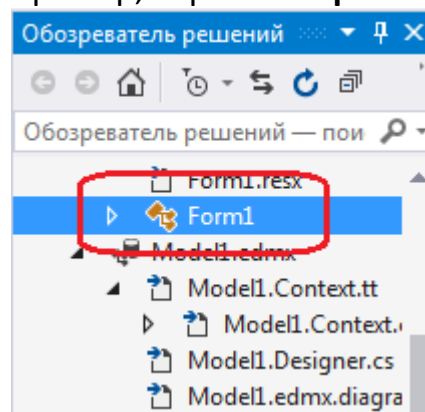 Обозреватель решений
Обозреватель решений — пои
Form1.resx
Form1
Model1.edmx
Model1.Context.tt
Model1.Context.
Model1.Designer.cs
Model1.edmx.diagra